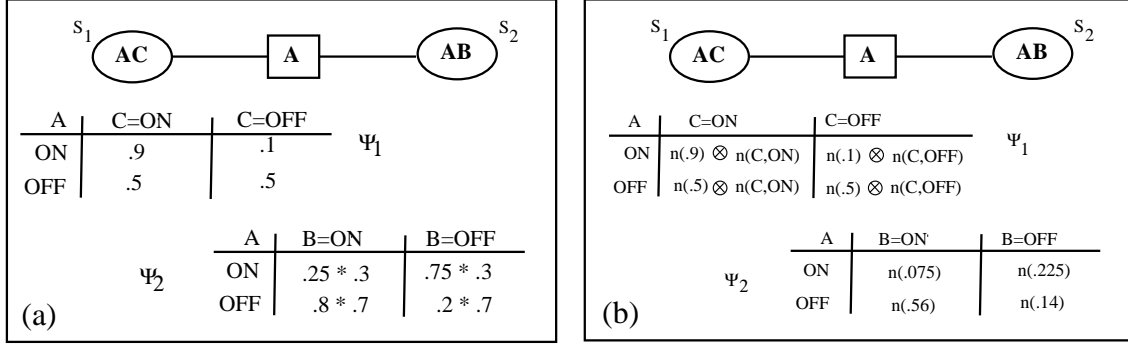 S1 AC A AB S2
A C=ON C=OFF
ON .9 .1 Ψ1
OFF .5 .5
A B=ON B=OFF
Ψ2 ON .25 * .3 .75 * .3
OFF .8 * .7 .2 * .7
(a)
S1 AC A AB S2
A C=ON C=OFF
ON n(.9) ⊗ n(C,ON) n(.1) ⊗ n(C,OFF) Ψ1
OFF n(.5) ⊗ n(C,ON) n(.5) ⊗ n(C,OFF)
A B=ON' B=OFF
Ψ2 ON n(.075) n(.225)
OFF n(.56) n(.14)
(b)